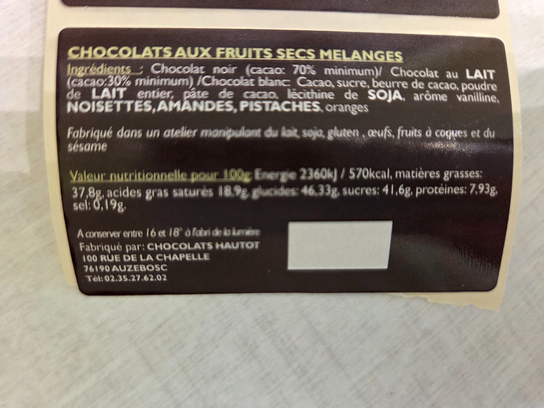 CHOCOLATS AUX FRUITS SECS MELANGES
Ingrédients : Chocolat noir (cacao: 70% minimum)/ Chocolat au LAIT
(cacao:30% minimum) /Chocolat blanc: Cacao, sucre, beurre de cacao, poudre
de LAIT entier, pâte de cacao, lécithine de SOJA, arôme vanilline,
NOISETTES, AMANDES, PISTACHES, oranges
Fabriqué dans un atelier manipulant du lait, soja, gluten , œufs, fruits à coques et du
sésame
Valeur nutritionnelle pour 100g: Energie 2360kJ / 570kcal, matières grasses:
37,8g, acides gras saturés 18,9g, glucides: 46,33g, sucres: 41,6g, protéines: 7,93g,
sel: 0,19g.
A conserver entre 16 et 18° à l'abri de la lumière
Fabriqué par: CHOCOLATS HAUTOT
100 RUE DE LA CHAPELLE
76190 AUZEBOSC
Tél: 02.35.27.62.02